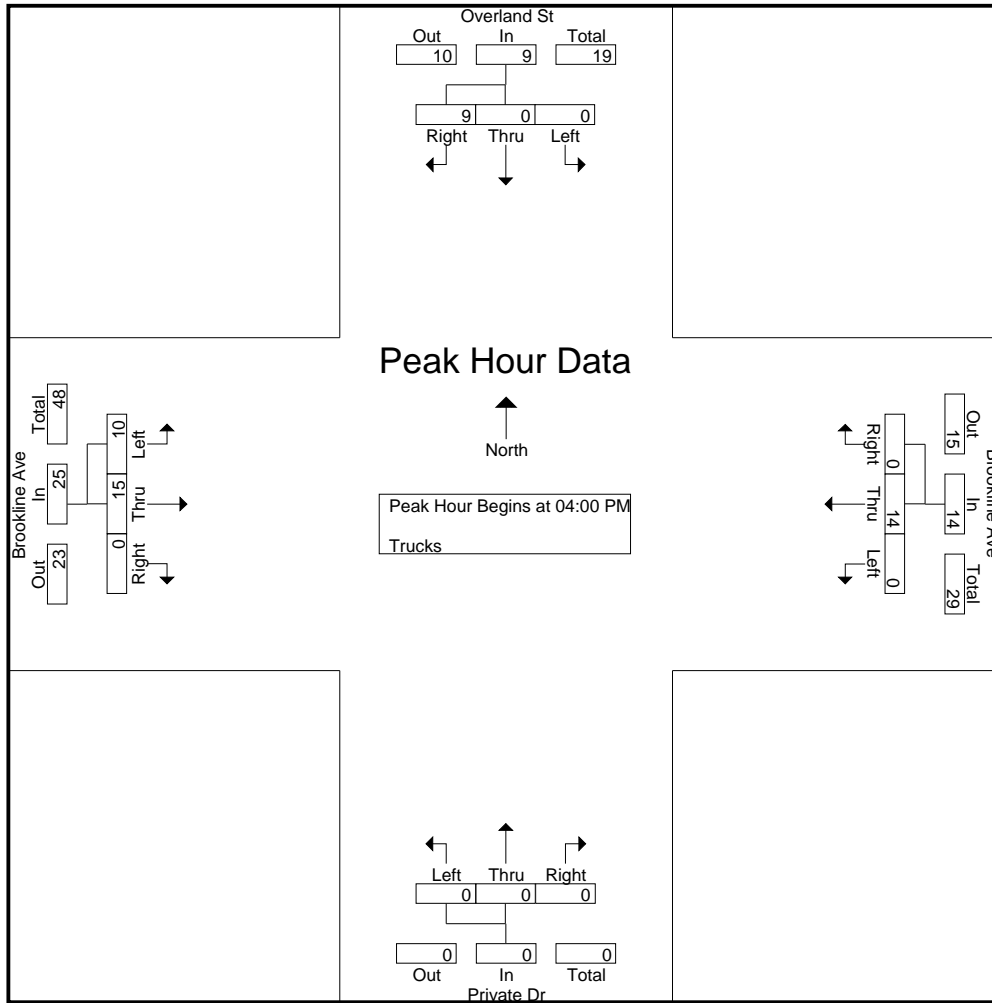 Overland St
Out In Total
10 9 19
9 0 0
Right Thru Left
Peak Hour Data
North
Peak Hour Begins at 04:00 PM
Trucks
Brookline Ave
Total In Out
48 25 23
10 15 0
Left Thru Right
Brookline Ave
Out In Total
15 14 29
0 14 0
Right Thru Left
Left Thru Right
0 0 0
0 0 0
Out In Total
Private Dr